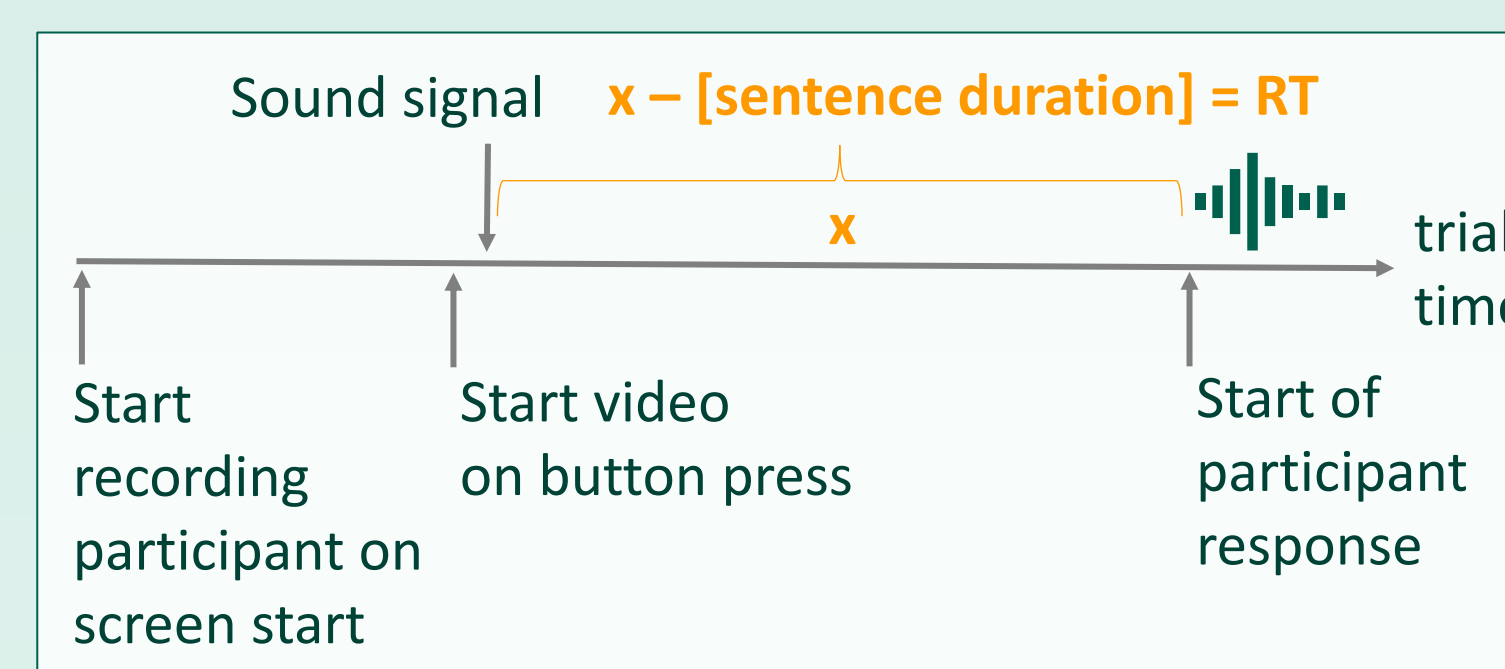 Sound signal
x – [sentence duration] = RT
x
Start
recording
participant on
screen start
Start video
on button press
Start of
participant
response